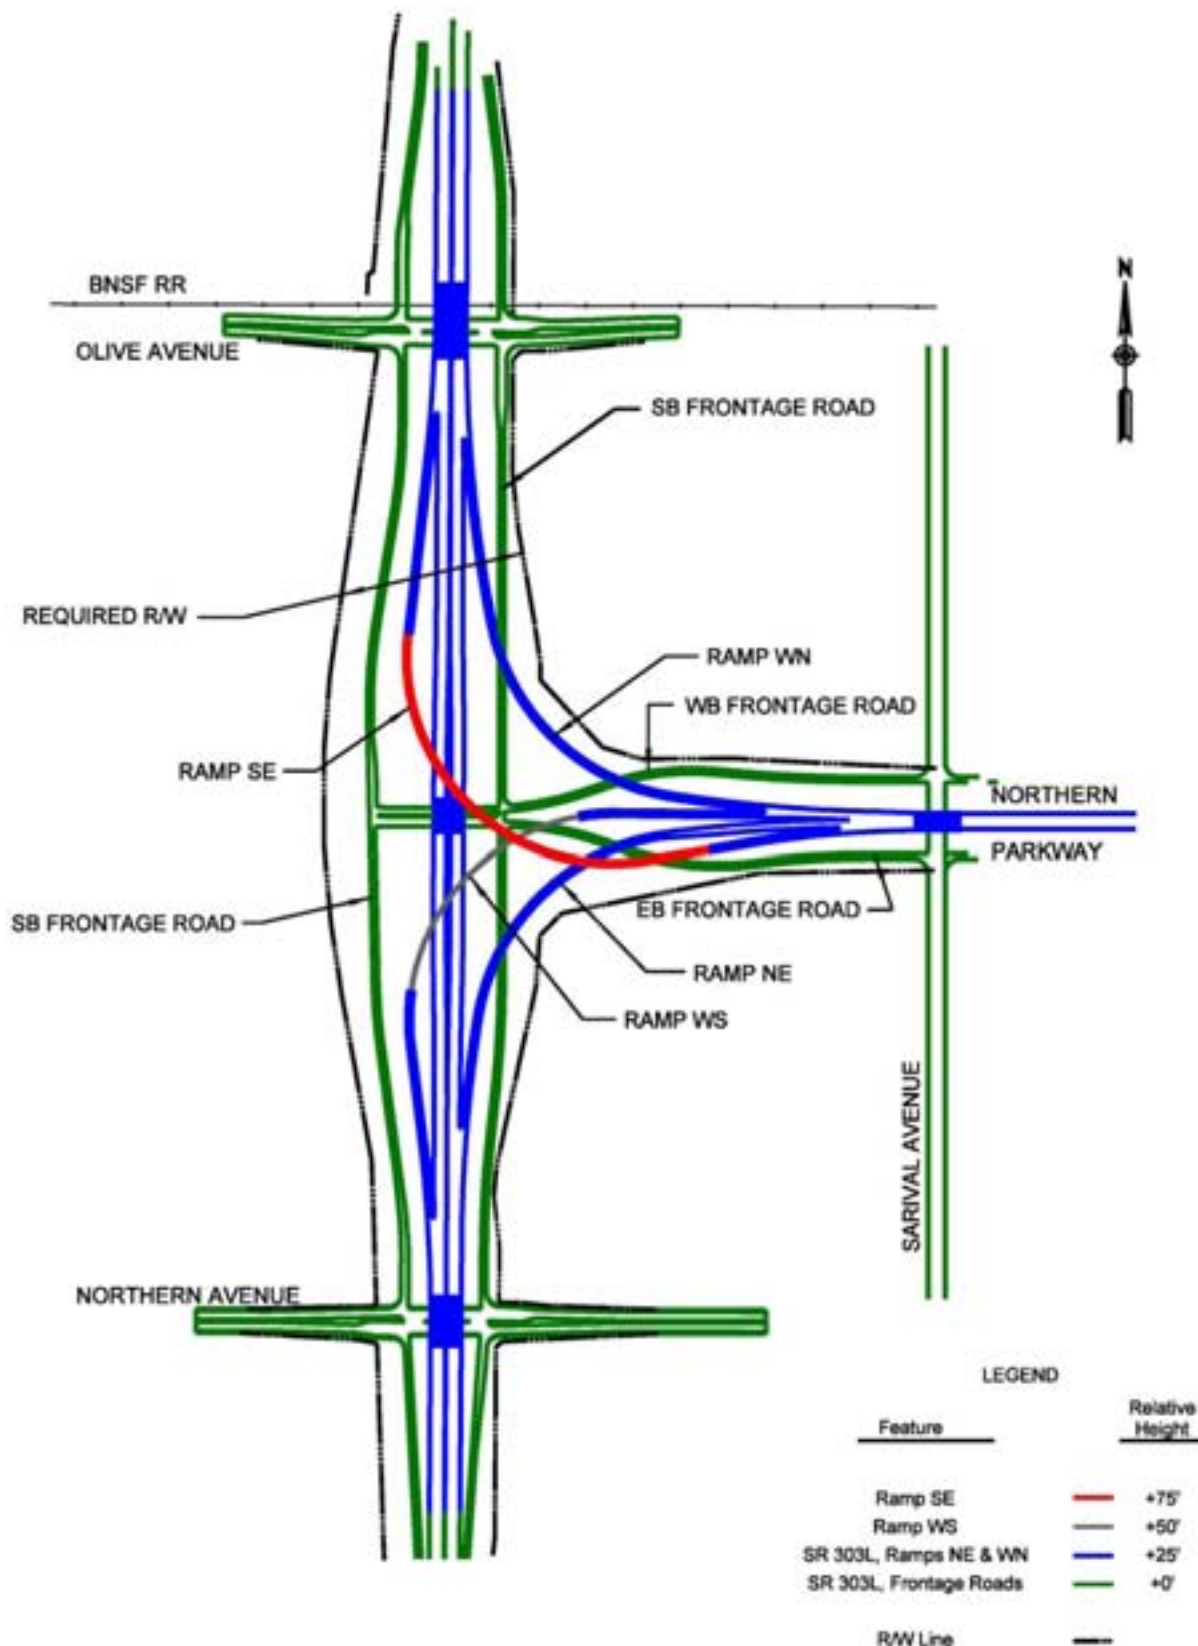 N
BNSF RR
OLIVE AVENUE
SB FRONTAGE ROAD
REQUIRED R/W
RAMP WN
WB FRONTAGE ROAD
RAMP SE
NORTHERN
PARKWAY
SB FRONTAGE ROAD
EB FRONTAGE ROAD
RAMP NE
RAMP WS
SARIVAL AVENUE
NORTHERN AVENUE
LEGEND
Feature Relative Height
Ramp SE +75'
Ramp WS +50'
SR 303L, Ramps NE & WN +25'
SR 303L, Frontage Roads +0'
R/W Line